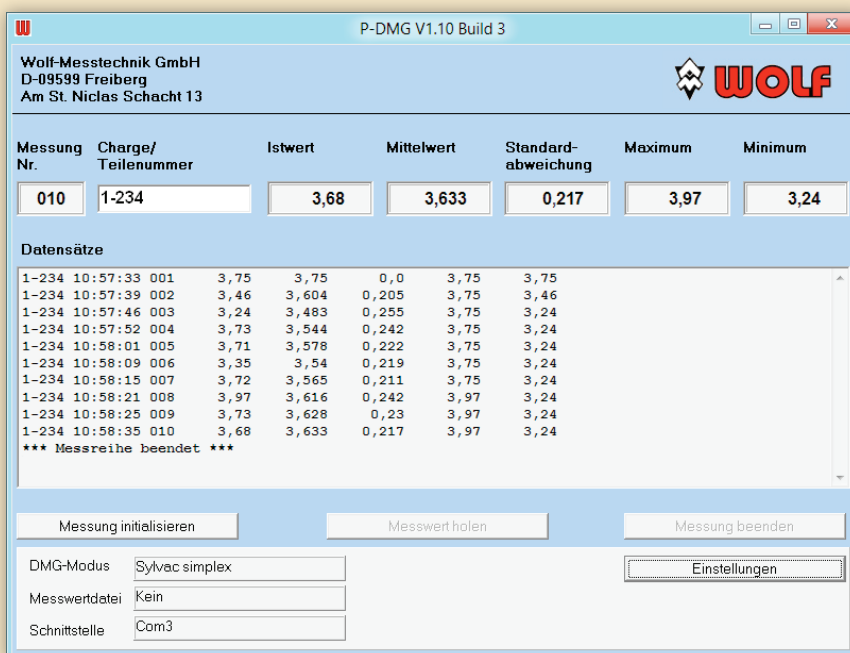 P-DMG V1.10 Build 3
Wolf-Messtechnik GmbH
D-09599 Freiberg
Am St. Niclas Schacht 13
WOLF
Messung Nr.
Charge/ Teilenummer
Istwert
Mittelwert
Standard- abweichung
Maximum
Minimum
010 1-234 3,68 3,633 0,217 3,97 3,24
Datensätze
1-234 10:57:33 001 3,75 3,75 0,0 3,75 3,75
1-234 10:57:39 002 3,46 3,604 0,205 3,75 3,46
1-234 10:57:46 003 3,24 3,483 0,255 3,75 3,24
1-234 10:57:52 004 3,73 3,544 0,242 3,75 3,24
1-234 10:58:01 005 3,71 3,578 0,222 3,75 3,24
1-234 10:58:09 006 3,35 3,54 0,219 3,75 3,24
1-234 10:58:15 007 3,72 3,565 0,211 3,75 3,24
1-234 10:58:21 008 3,97 3,616 0,242 3,97 3,24
1-234 10:58:25 009 3,73 3,628 0,23 3,97 3,24
1-234 10:58:35 010 3,68 3,633 0,217 3,97 3,24
*** Messreihe beendet ***
Messung initialisieren Messwert holen Messung beenden
DMG-Modus Sylvac simplex Einstellungen
Messwertdatei Kein
Schnittstelle Com3